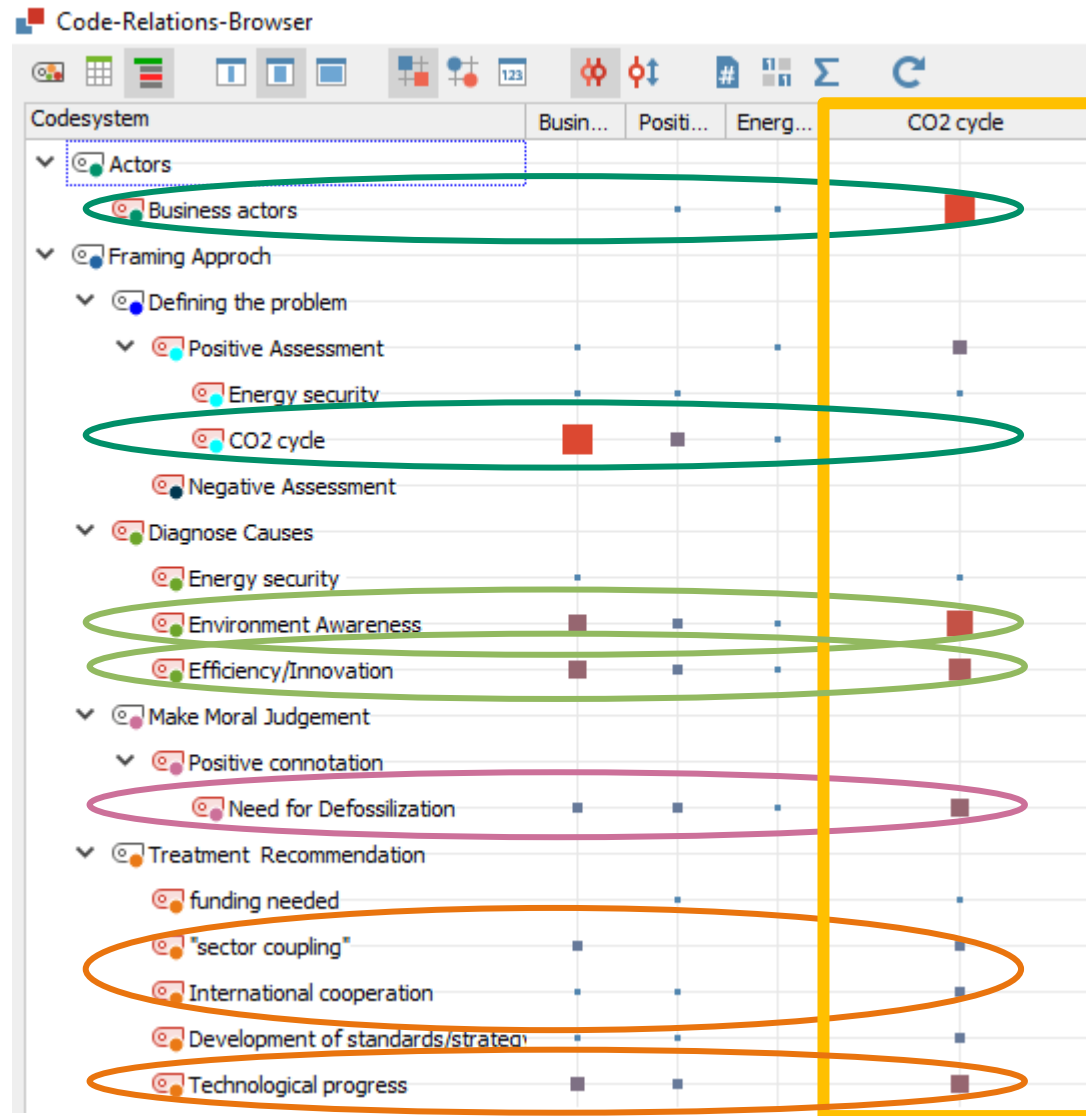 Code-Relations-Browser
123
#
Codesystem Busin... Positi... Energ... CO2 cycle
Actors
Business actors
Framing Approch
Defining the problem
Positive Assessment
Energy security
CO2 cycle
Negative Assessment
Diagnose Causes
Energy security
Environment Awareness
Efficiency/Innovation
Make Moral Judgement
Positive connotation
Need for Defossilization
Treatment Recommendation
funding needed
"sector coupling"
International cooperation
Development of standards/strategy
Technological progress